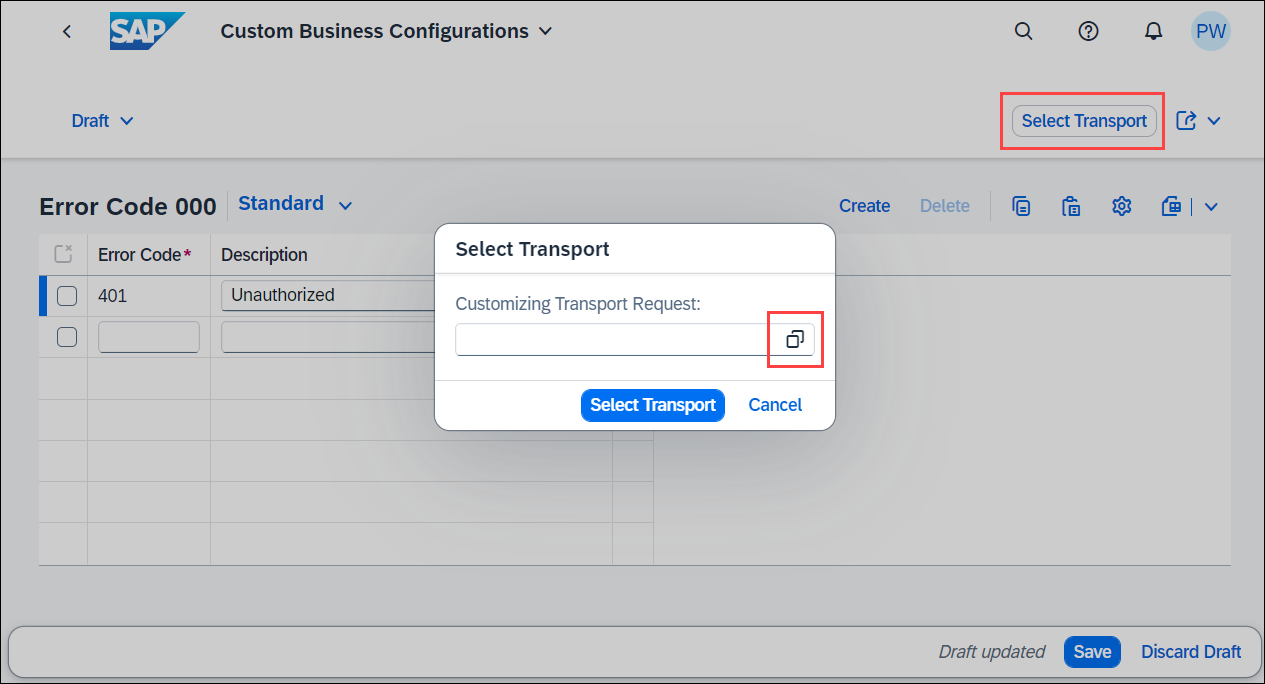 SAP Custom Business Configurations PW
Draft Select Transport
Error Code 000 Standard Create Delete
Error Code* Description
401 Unauthorized
Select Transport
Customizing Transport Request:
Select Transport Cancel
Draft updated Save Discard Draft